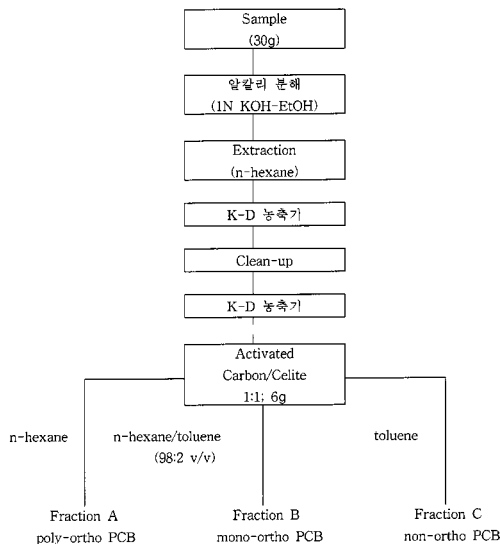 Sample
(30g)
알칼리 분해
(1N KOH-EtOH)
Extraction
(n-hexane)
K-D 농축기
Clean-up
K-D 농축기
Activated
Carbon/Celite
1:1; 6g
n-hexane
n-hexane/toluene
(98:2 v/v)
toluene
Fraction A
poly-ortho PCB
Fraction B
mono-ortho PCB
Fraction C
non-ortho PCB